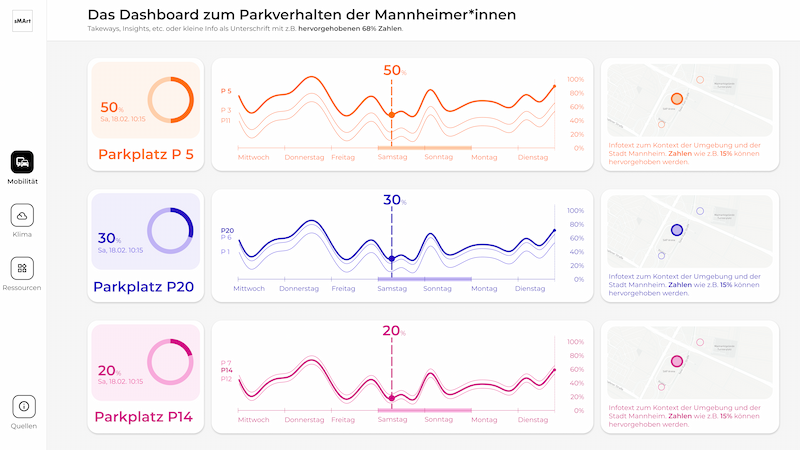 sMArt
Das Dashboard zum Parkverhalten der Mannheimer*innen
Takeways, Insights, etc. oder kleine Info als Unterschrift mit z.B. hervorgehobenen 68% Zahlen.
Mobilität
Klima
Ressourcen
Quellen
50%
Sa, 18.02. 10:15
Parkplatz P 5
50%
P 5
P 3
P11
100%
80%
60%
40%
20%
0%
Mittwoch Donnerstag Freitag Samstag Sonntag Montag Dienstag
Infotext zum Kontext der Umgebung und der
Stadt Mannheim. Zahlen wie z.B. 15% können
hervorgehoben werden.
30%
Sa, 18.02. 10:15
Parkplatz P20
30%
P20
P 6
P 1
100%
80%
60%
40%
20%
0%
Mittwoch Donnerstag Freitag Samstag Sonntag Montag Dienstag
Infotext zum Kontext der Umgebung und der
Stadt Mannheim. Zahlen wie z.B. 15% können
hervorgehoben werden.
20%
Sa, 18.02. 10:15
Parkplatz P14
20%
P 7
P14
P12
100%
80%
60%
40%
20%
0%
Mittwoch Donnerstag Freitag Samstag Sonntag Montag Dienstag
Infotext zum Kontext der Umgebung und der
Stadt Mannheim. Zahlen wie z.B. 15% können
hervorgehoben werden.